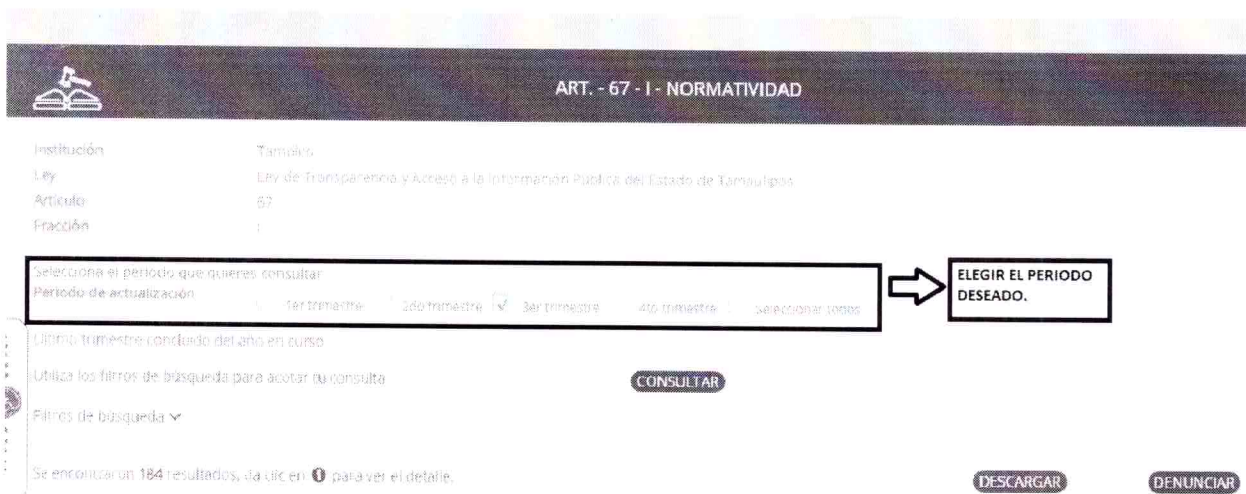 ART. - 67 - I - NORMATIVIDAD
Institución Tampico
Ley Ley de Transparencia y Acceso a la Información Pública del Estado de Tamaulipas
Artículo 67
Fracción I
Selecciona el periodo que quieres consultar
Periodo de actualización 1er trimestre 2do trimestre 3er trimestre 4to trimestre Seleccionar todos
ELEGIR EL PERIODO
DESEADO.
Último trimestre concluido del año en curso
Utiliza los filtros de búsqueda para acotar tu consulta CONSULTAR
Filtros de búsqueda
Se encontraron 184 resultados, da clic en para ver el detalle.
DESCARGAR DENUNCIAR